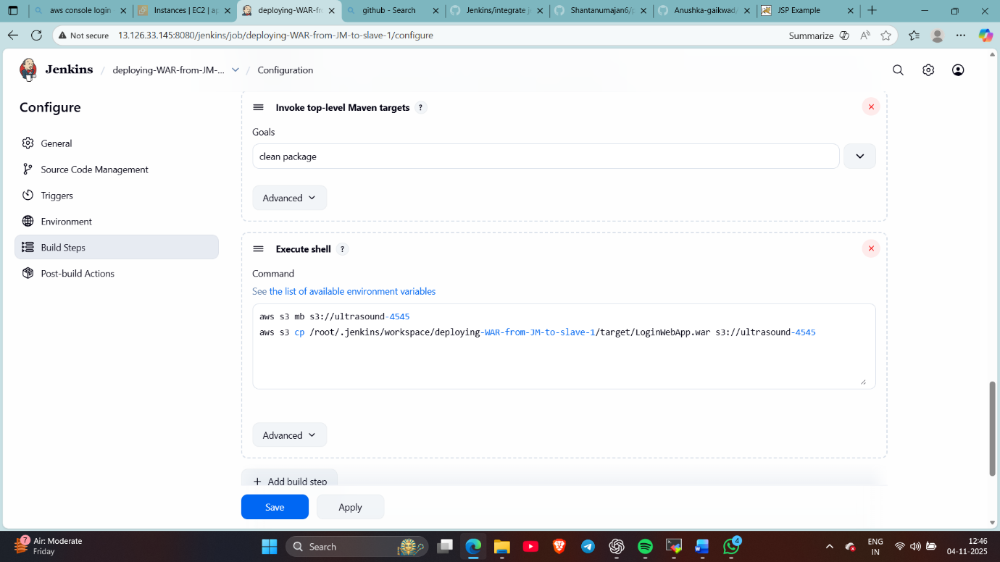 aws console login
Instances | EC2 | ap
deploying-WAR-fr
github - Search
Jenkins/integrate j
Shantanumajan6/p
Anushka-gaikwad/
JSP Example
Not secure
13.126.33.145:8080/jenkins/job/deploying-WAR-from-JM-to-slave-1/configure
Summarize
Jenkins / deploying-WAR-from-JM-... / Configuration
Configure
General
Source Code Management
Triggers
Environment
Build Steps
Post-build Actions
Invoke top-level Maven targets ?
Goals
clean package
Advanced
Execute shell ?
Command
See the list of available environment variables
aws s3 mb s3://ultrasound-4545
aws s3 cp /root/.jenkins/workspace/deploying-WAR-from-JM-to-slave-1/target/LoginWebApp.war s3://ultrasound-4545
Advanced
+ Add build step
Save
Apply
7
Air: Moderate
Friday
Search
4
ENG
IN
12:46
04-11-2025